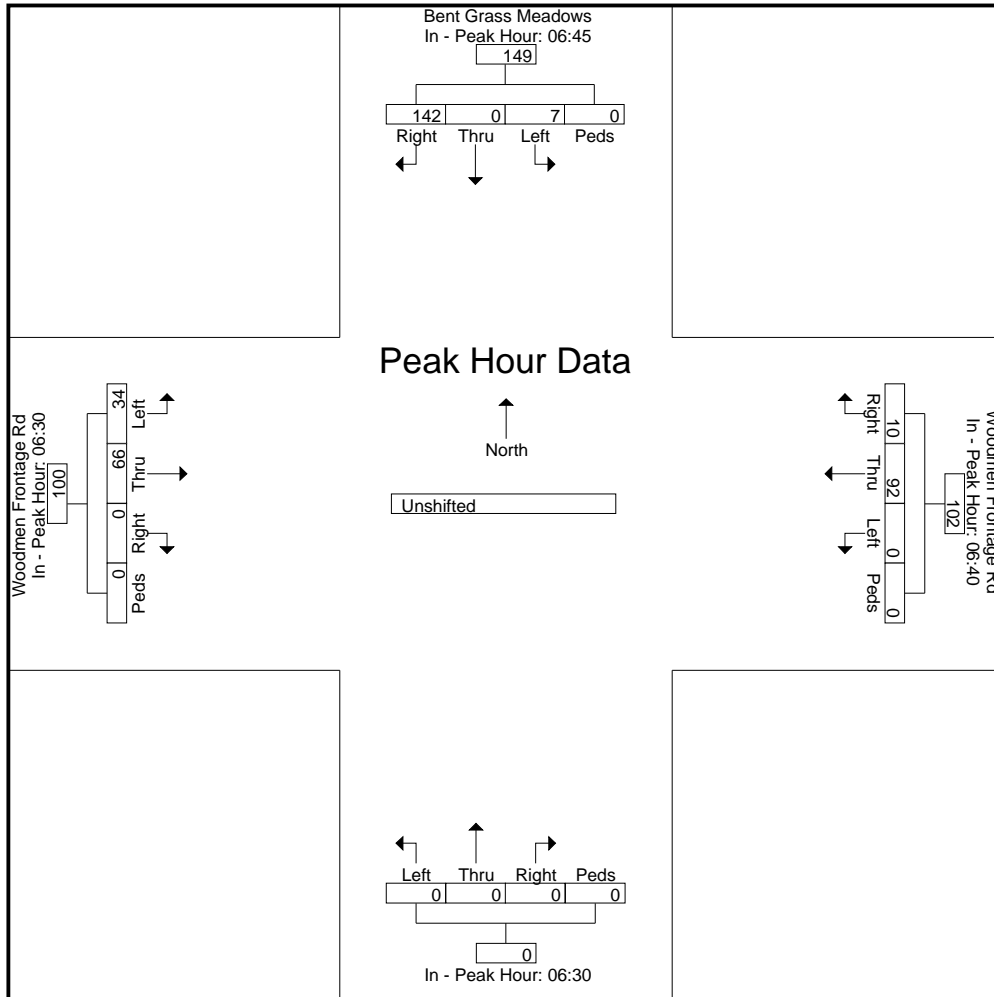 Bent Grass Meadows
In - Peak Hour: 06:45
149
142 0 7 0
Right Thru Left Peds
Peak Hour Data
North
Unshifted
Woodmen Frontage Rd
In - Peak Hour: 06:30
100
34 66 0 0
Left Thru Right Peds
Woodmen Frontage Rd
In - Peak Hour: 06:40
102
10 92 0 0
Right Thru Left Peds
Left Thru Right Peds
0 0 0 0
0
In - Peak Hour: 06:30